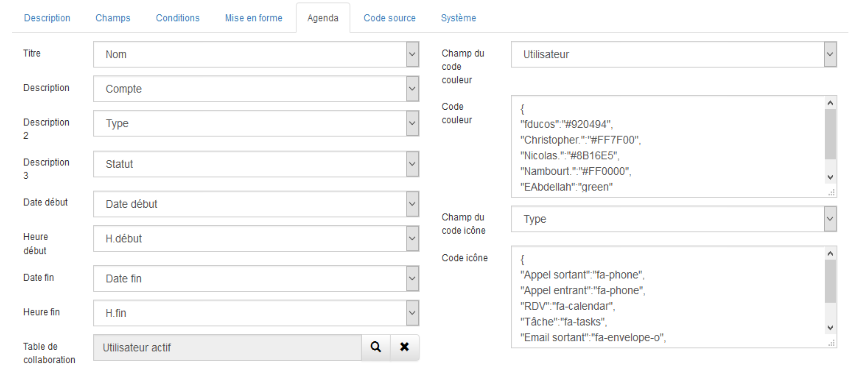 Description Champs Conditions Mise en forme Agenda Code source Système
Titre
Nom
Description
Compte
Description
2
Type
Description
3
Statut
Date début
Date début
Heure
début
H.début
Date fin
Date fin
Heure fin
H.fin
Table de
collaboration
Utilisateur actif
Champ du
code
couleur
Utilisateur
Code
couleur
{
"fducos":"#920494",
"Christopher.":"#FF7F00",
"Nicolas.":"#8B16E5",
"Nambourt.":"#FF0000",
"EAbdellah":"green"
Champ du
code icône
Type
Code icône
{
"Appel sortant":"fa-phone",
"Appel entrant":"fa-phone",
"RDV":"fa-calendar",
"Tâche":"fa-tasks",
"Email sortant":"fa-envelope-o",